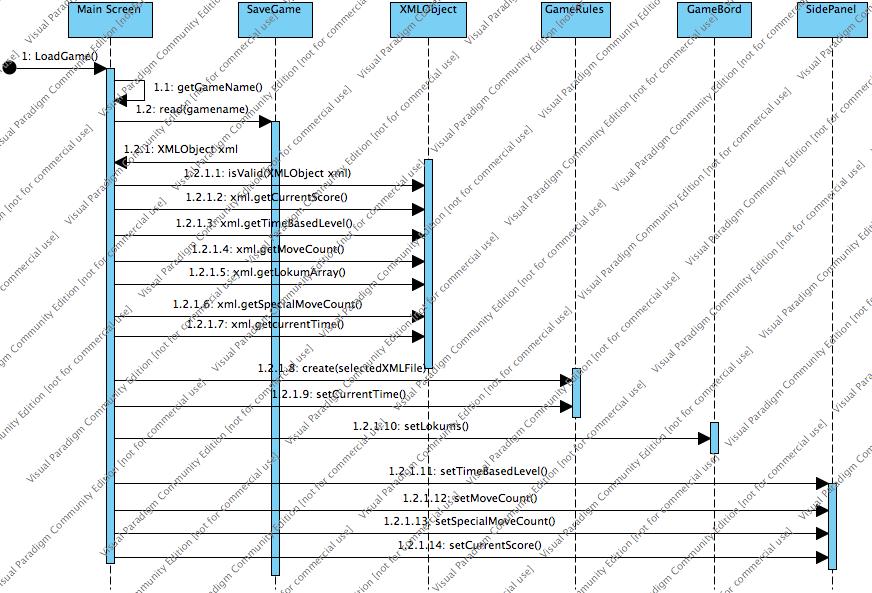 Main Screen SaveGame XMLObject GameRules GameBord SidePanel
1: LoadGame()
1.1: getGameName()
1.2: read(gamename)
1.2.1: XMLObject xml
1.2.1.1: isValid(XMLObject xml)
1.2.1.2: xml.getCurrentScore()
1.2.1.3: xml.getTimeBasedLevel()
1.2.1.4: xml.getMoveCount()
1.2.1.5: xml.getLokumArray()
1.2.1.6: xml.getSpecialMoveCount()
1.2.1.7: xml.getcurrentTime()
1.2.1.8: create(selectedXMLFile)
1.2.1.9: setCurrentTime()
1.2.1.10: setLokums()
1.2.1.11: setTimeBasedLevel()
1.2.1.12: setMoveCount()
1.2.1.13: setSpecialMoveCount()
1.2.1.14: setCurrentScore()
Visual Paradigm Community Edition [not for commercial use]